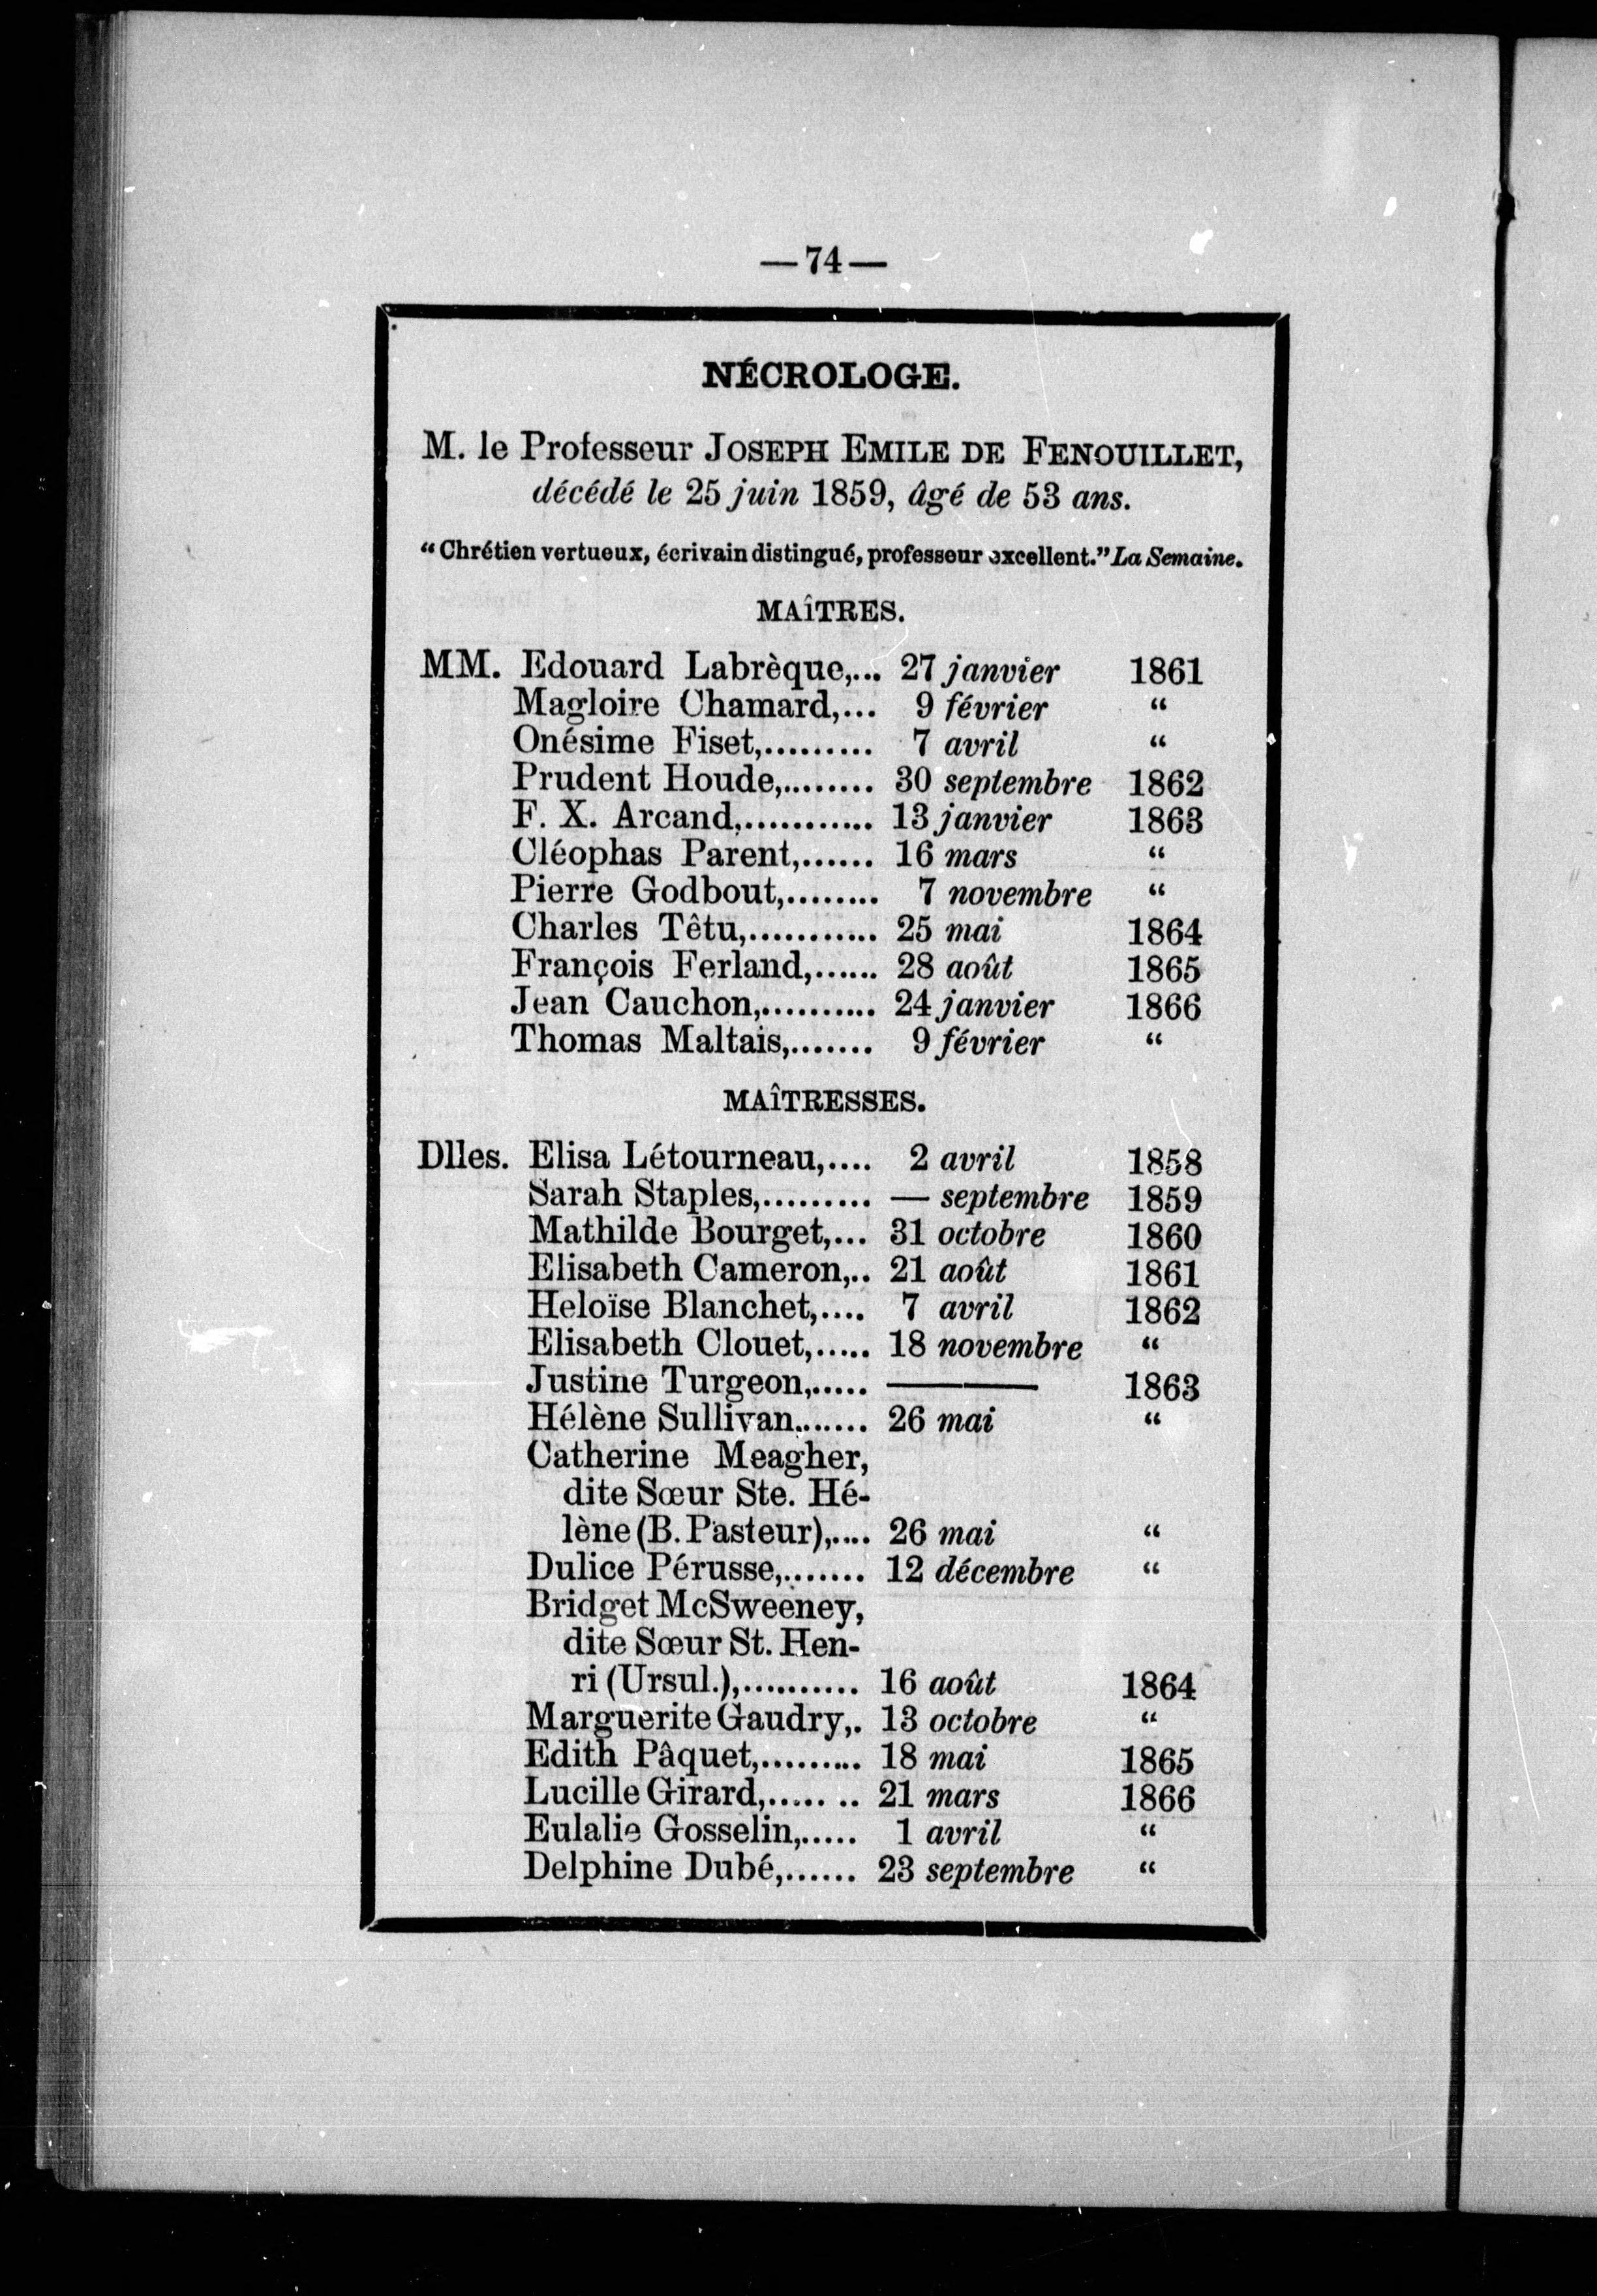 —74—
NÉCROLOGE.
M. le Professeur JOSEPH EMILE DE FENOUILLET,
décédé le 25 juin 1859, âgé de 53 ans.
“Chrétien vertueux, écrivain distingué, professeur excellent.” La Semaine.
MAÎTRES.
MM. Edouard Labrèque,... 27 janvier 1861
Magloire Chamard,... 9 février “
Onésime Fiset,......... 7 avril “
Prudent Houde,........ 30 septembre 1862
F. X. Arcand,............ 13 janvier 1863
Cléophas Parent,...... 16 mars “
Pierre Godbout,........ 7 novembre “
Charles Têtu,........... 25 mai 1864
François Ferland,...... 28 août 1865
Jean Cauchon,.......... 24 janvier 1866
Thomas Maltais,....... 9 février “
MAÎTRESSES.
Dlles. Elisa Létourneau,.... 2 avril 1858
Sarah Staples,......... — septembre 1859
Mathilde Bourget,... 31 octobre 1860
Elisabeth Cameron,.. 21 août 1861
Heloïse Blanchet,.... 7 avril 1862
Elisabeth Clouet,..... 18 novembre “
Justine Turgeon,..... ——— 1863
Hélène Sullivan....... 26 mai “
Catherine Meagher,
dite Sœur Ste. Hé-
lène (B. Pasteur),.... 26 mai “
Dulice Pérusse,....... 12 décembre “
Bridget McSweeney,
dite Sœur St. Hen-
ri (Ursul.),.......... 16 août 1864
Marguerite Gaudry,. 13 octobre “
Edith Pâquet,......... 18 mai 1865
Lucille Girard,..... .. 21 mars 1866
Eulalie Gosselin,..... 1 avril “
Delphine Dubé,...... 23 septembre “